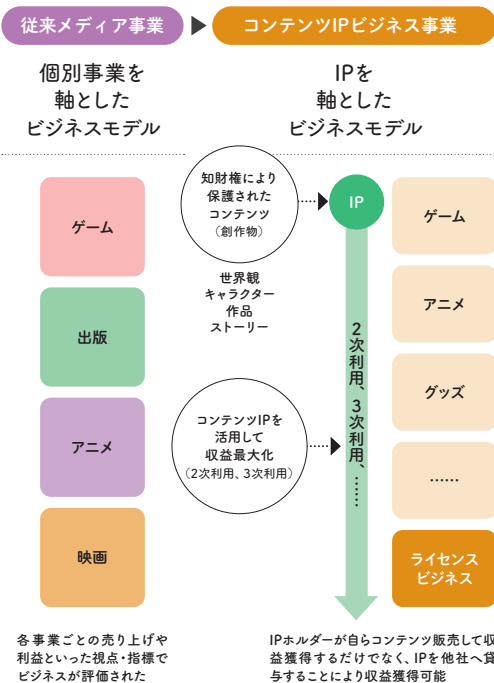 従来メディア事業
コンテンツIPビジネス事業
個別事業を
軸とした
ビジネスモデル
IPを
軸とした
ビジネスモデル
ゲーム
出版
アニメ
映画
知財権により
保護された
コンテンツ
（創作物）
世界観
キャラクター
作品
ストーリー
コンテンツIPを
活用して
収益最大化
（2次利用、3次利用）
IP
2次利用、3次利用、……
ゲーム
アニメ
グッズ
……
ライセンス
ビジネス
各事業ごとの売り上げや
利益といった視点・指標で
ビジネスが評価された
IPホルダーが自らコンテンツ販売して収
益獲得するだけでなく、IPを他社へ貸
与することにより収益獲得可能